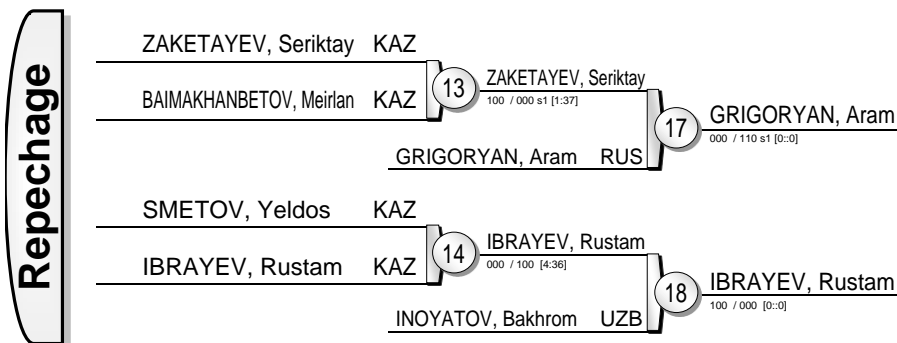 Repechage
ZAKETAYEV, Seriktay KAZ
BAIMAKHANBETOV, Meirlan KAZ
13
ZAKETAYEV, Seriktay
100 / 000 s1 [1:37]
GRIGORYAN, Aram RUS
17
GRIGORYAN, Aram
000 / 110 s1 [0::0]
SMETOV, Yeldos KAZ
IBRAYEV, Rustam KAZ
14
IBRAYEV, Rustam
000 / 100 [4:36]
INOYATOV, Bakhrom UZB
18
IBRAYEV, Rustam
100 / 000 [0::0]